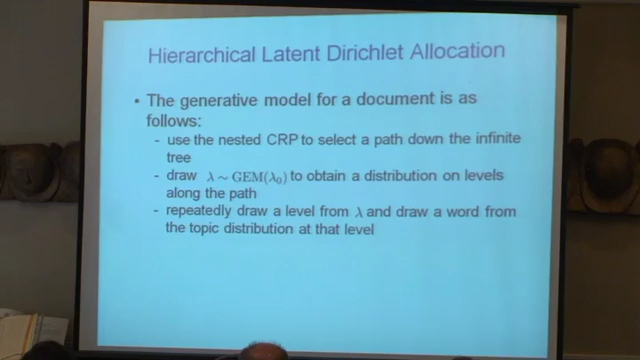 Hierarchical Latent Dirichlet Allocation
• The generative model for a document is as
follows:
- use the nested CRP to select a path down the infinite
tree
- draw λ ~ GEM(λ₀) to obtain a distribution on levels
along the path
- repeatedly draw a level from λ and draw a word from
the topic distribution at that level